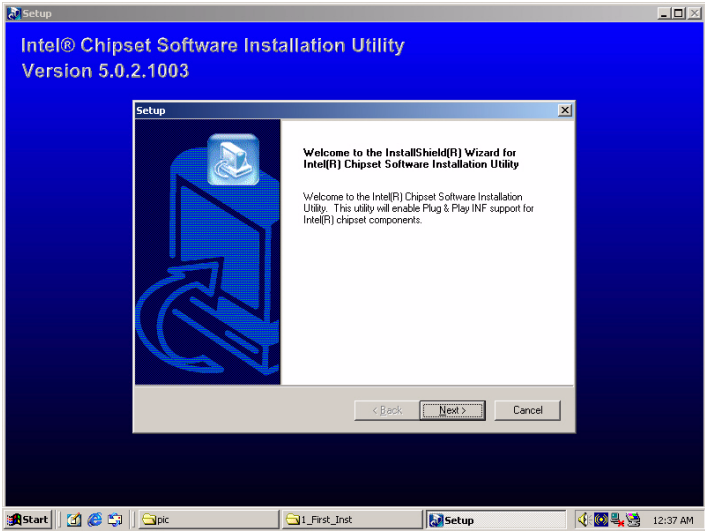 Setup
Intel® Chipset Software Installation Utility
Version 5.0.2.1003
Setup
Welcome to the InstallShield(R) Wizard for
Intel(R) Chipset Software Installation Utility
Welcome to the Intel(R) Chipset Software Installation
Utility. This utility will enable Plug & Play INF support for
Intel(R) chipset components.
< Back
Next >
Cancel
Start
pic
1_First_Inst
Setup
12:37 AM